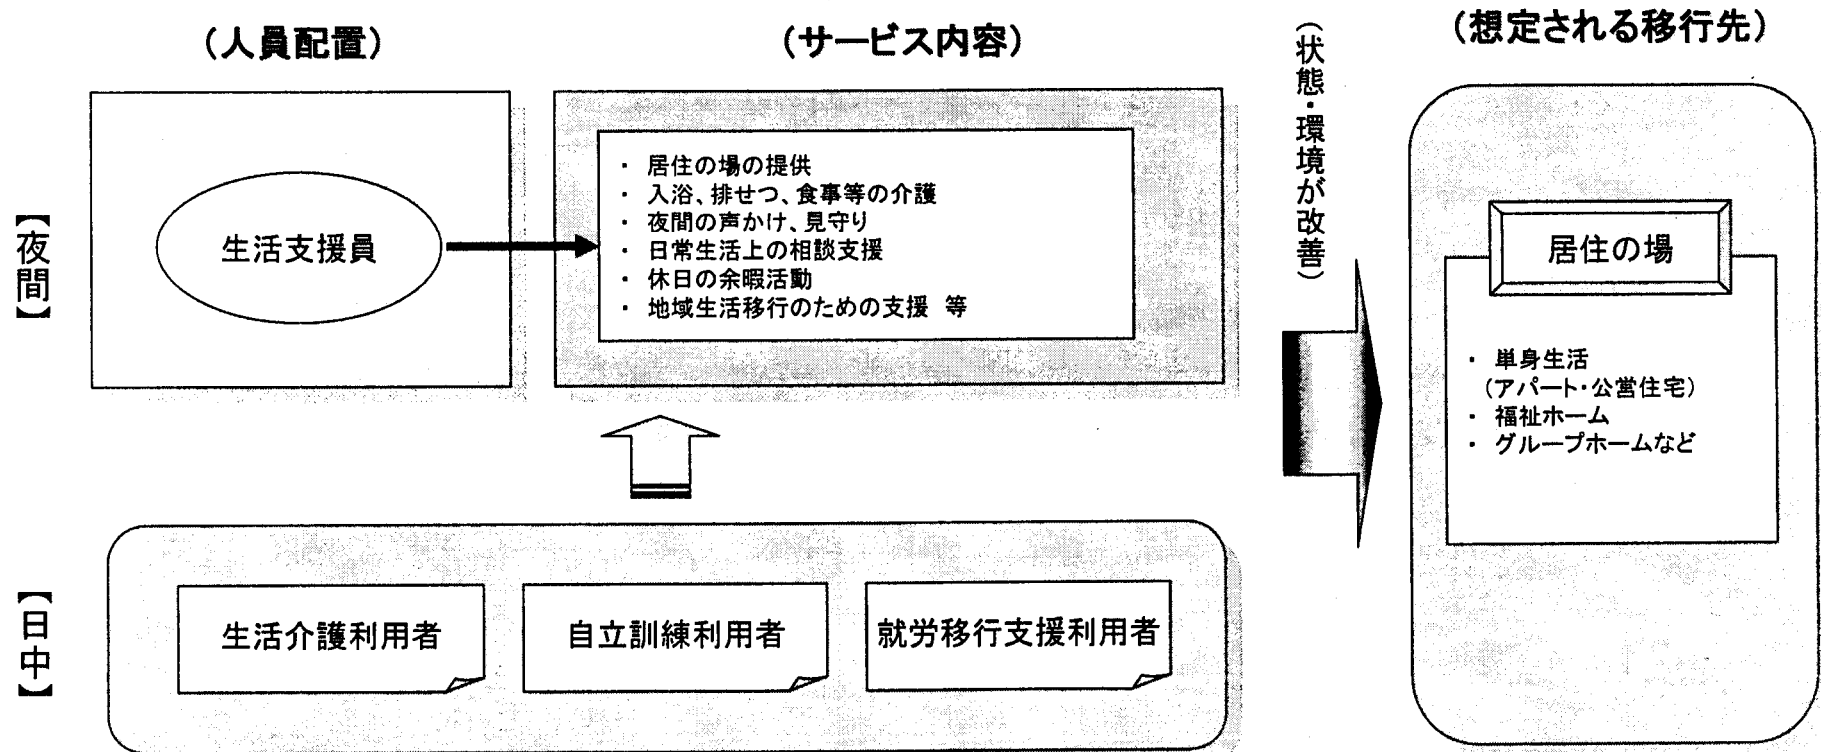 （人員配置）
（サービス内容）
（状態・環境が改善）
（想定される移行先）
【夜間】
生活支援員
・ 居住の場の提供
・ 入浴、排せつ、食事等の介護
・ 夜間の声かけ、見守り
・ 日常生活上の相談支援
・ 休日の余暇活動
・ 地域生活移行のための支援 等
居住の場
・ 単身生活
（アパート・公営住宅）
・ 福祉ホーム
・ グループホームなど
【日中】
生活介護利用者
自立訓練利用者
就労移行支援利用者